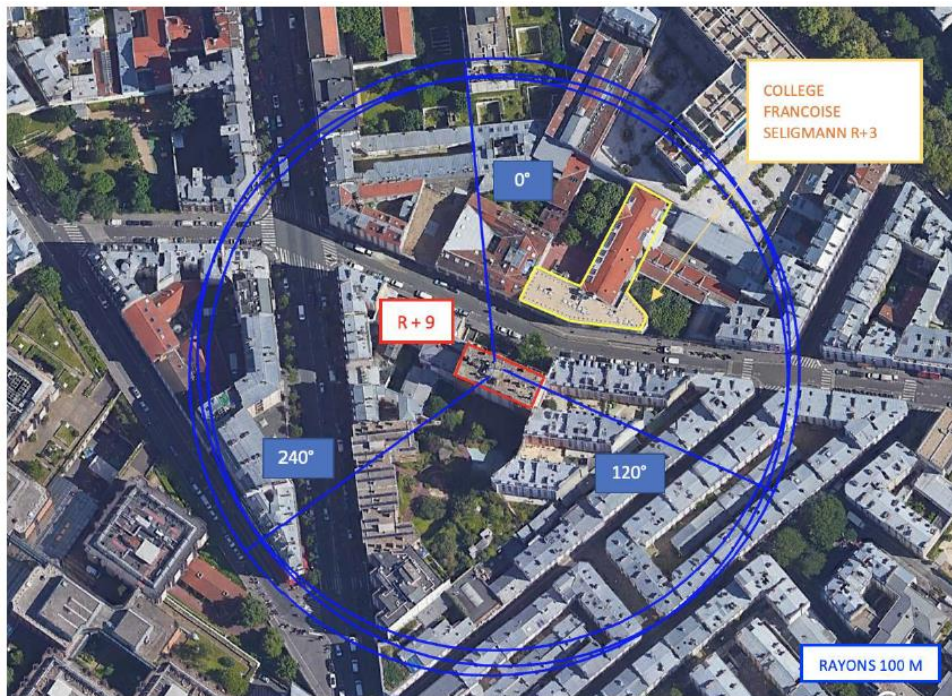 COLLEGE
FRANCOISE
SELIGMANN R+3
0°
R + 9
240°
120°
RAYONS 100 M